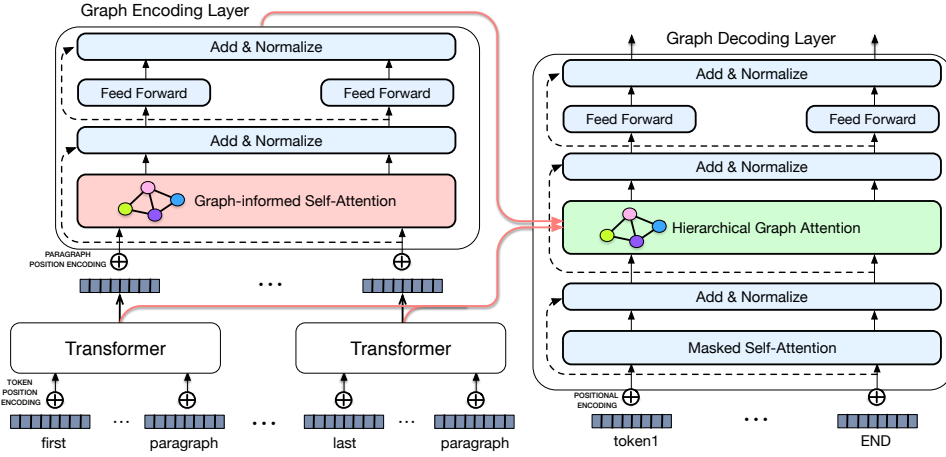 Graph Encoding Layer
Add & Normalize
Feed Forward
Feed Forward
Add & Normalize
Graph-informed Self-Attention
PARAGRAPH
POSITION ENCODING
...
Transformer
Transformer
TOKEN
POSITION
ENCODING
...
...
...
first
paragraph
last
paragraph
Graph Decoding Layer
Add & Normalize
Feed Forward
Feed Forward
Add & Normalize
Hierarchical Graph Attention
Add & Normalize
Masked Self-Attention
POSITIONAL
ENCODING
...
token1
END